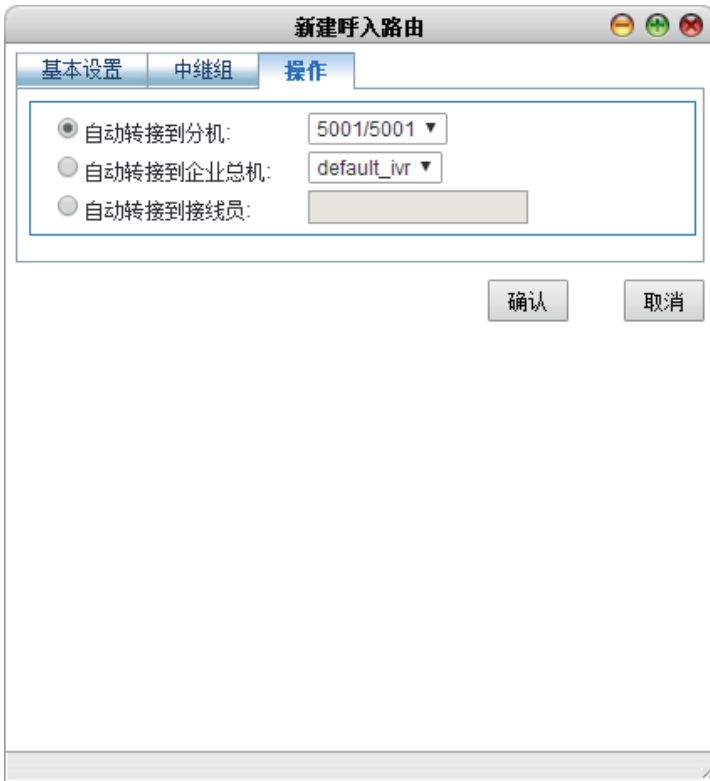 新建呼入路由
基本设置 中继组 操作
自动转接到分机: 5001/5001
自动转接到企业总机: default_ivr
自动转接到接线员:
确认 取消